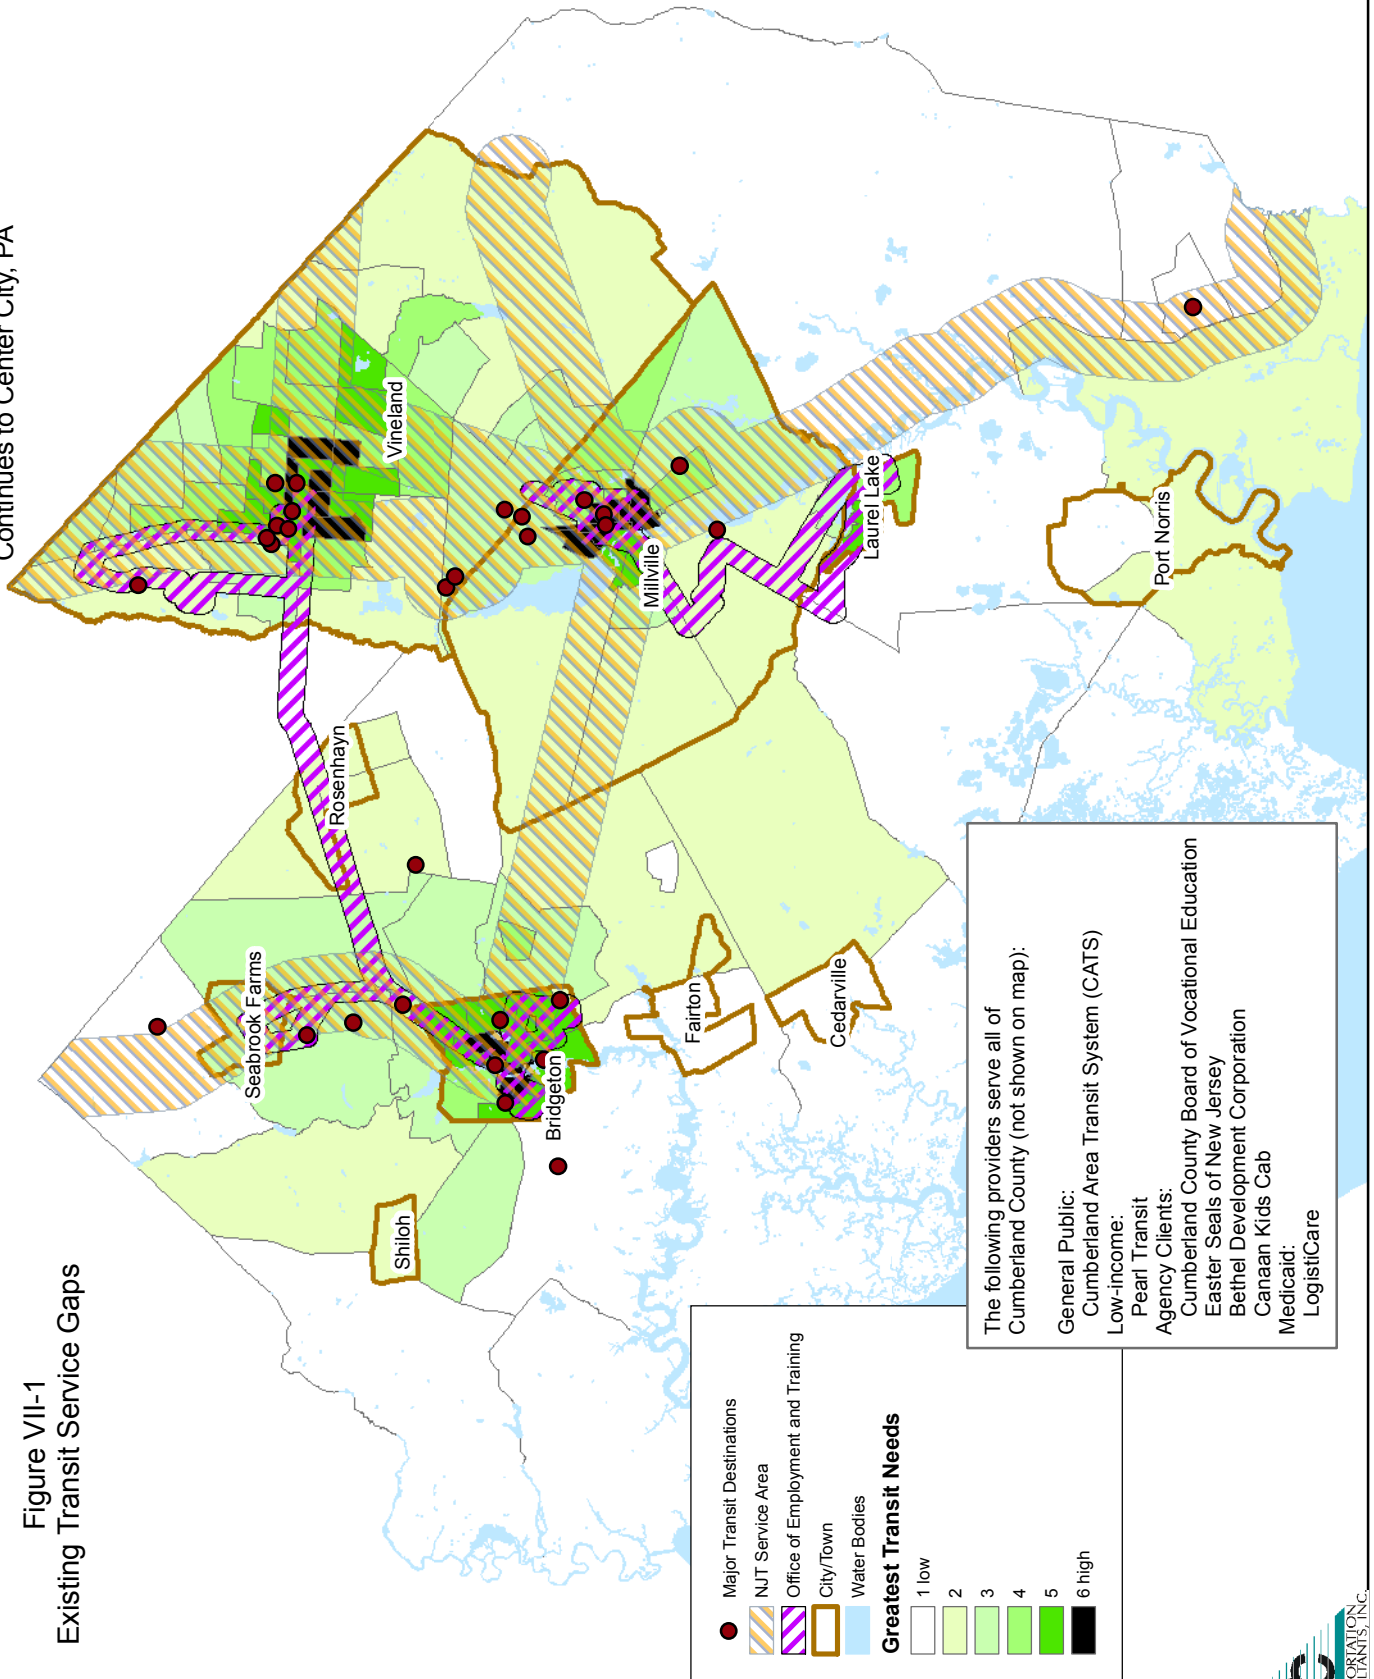 Figure VII-1
Existing Transit Service Gaps
Continues to Center City, PA
Vineland
Rosenhayn
Seabrook Farms
Shiloh
Bridgeton
Millville
Laurel Lake
Fairton
Cedarville
Port Norris
Major Transit Destinations
NJT Service Area
Office of Employment and Training
City/Town
Water Bodies
Greatest Transit Needs
1 low
2
3
4
5
6 high
The following providers serve all of
Cumberland County (not shown on map):
General Public:
Cumberland Area Transit System (CATS)
Low-income:
Pearl Transit
Agency Clients:
Cumberland County Board of Vocational Education
Easter Seals of New Jersey
Bethel Development Corporation
Canaan Kids Cab
Medicaid:
LogistiCare
ORTATION
LTANTS, INC.